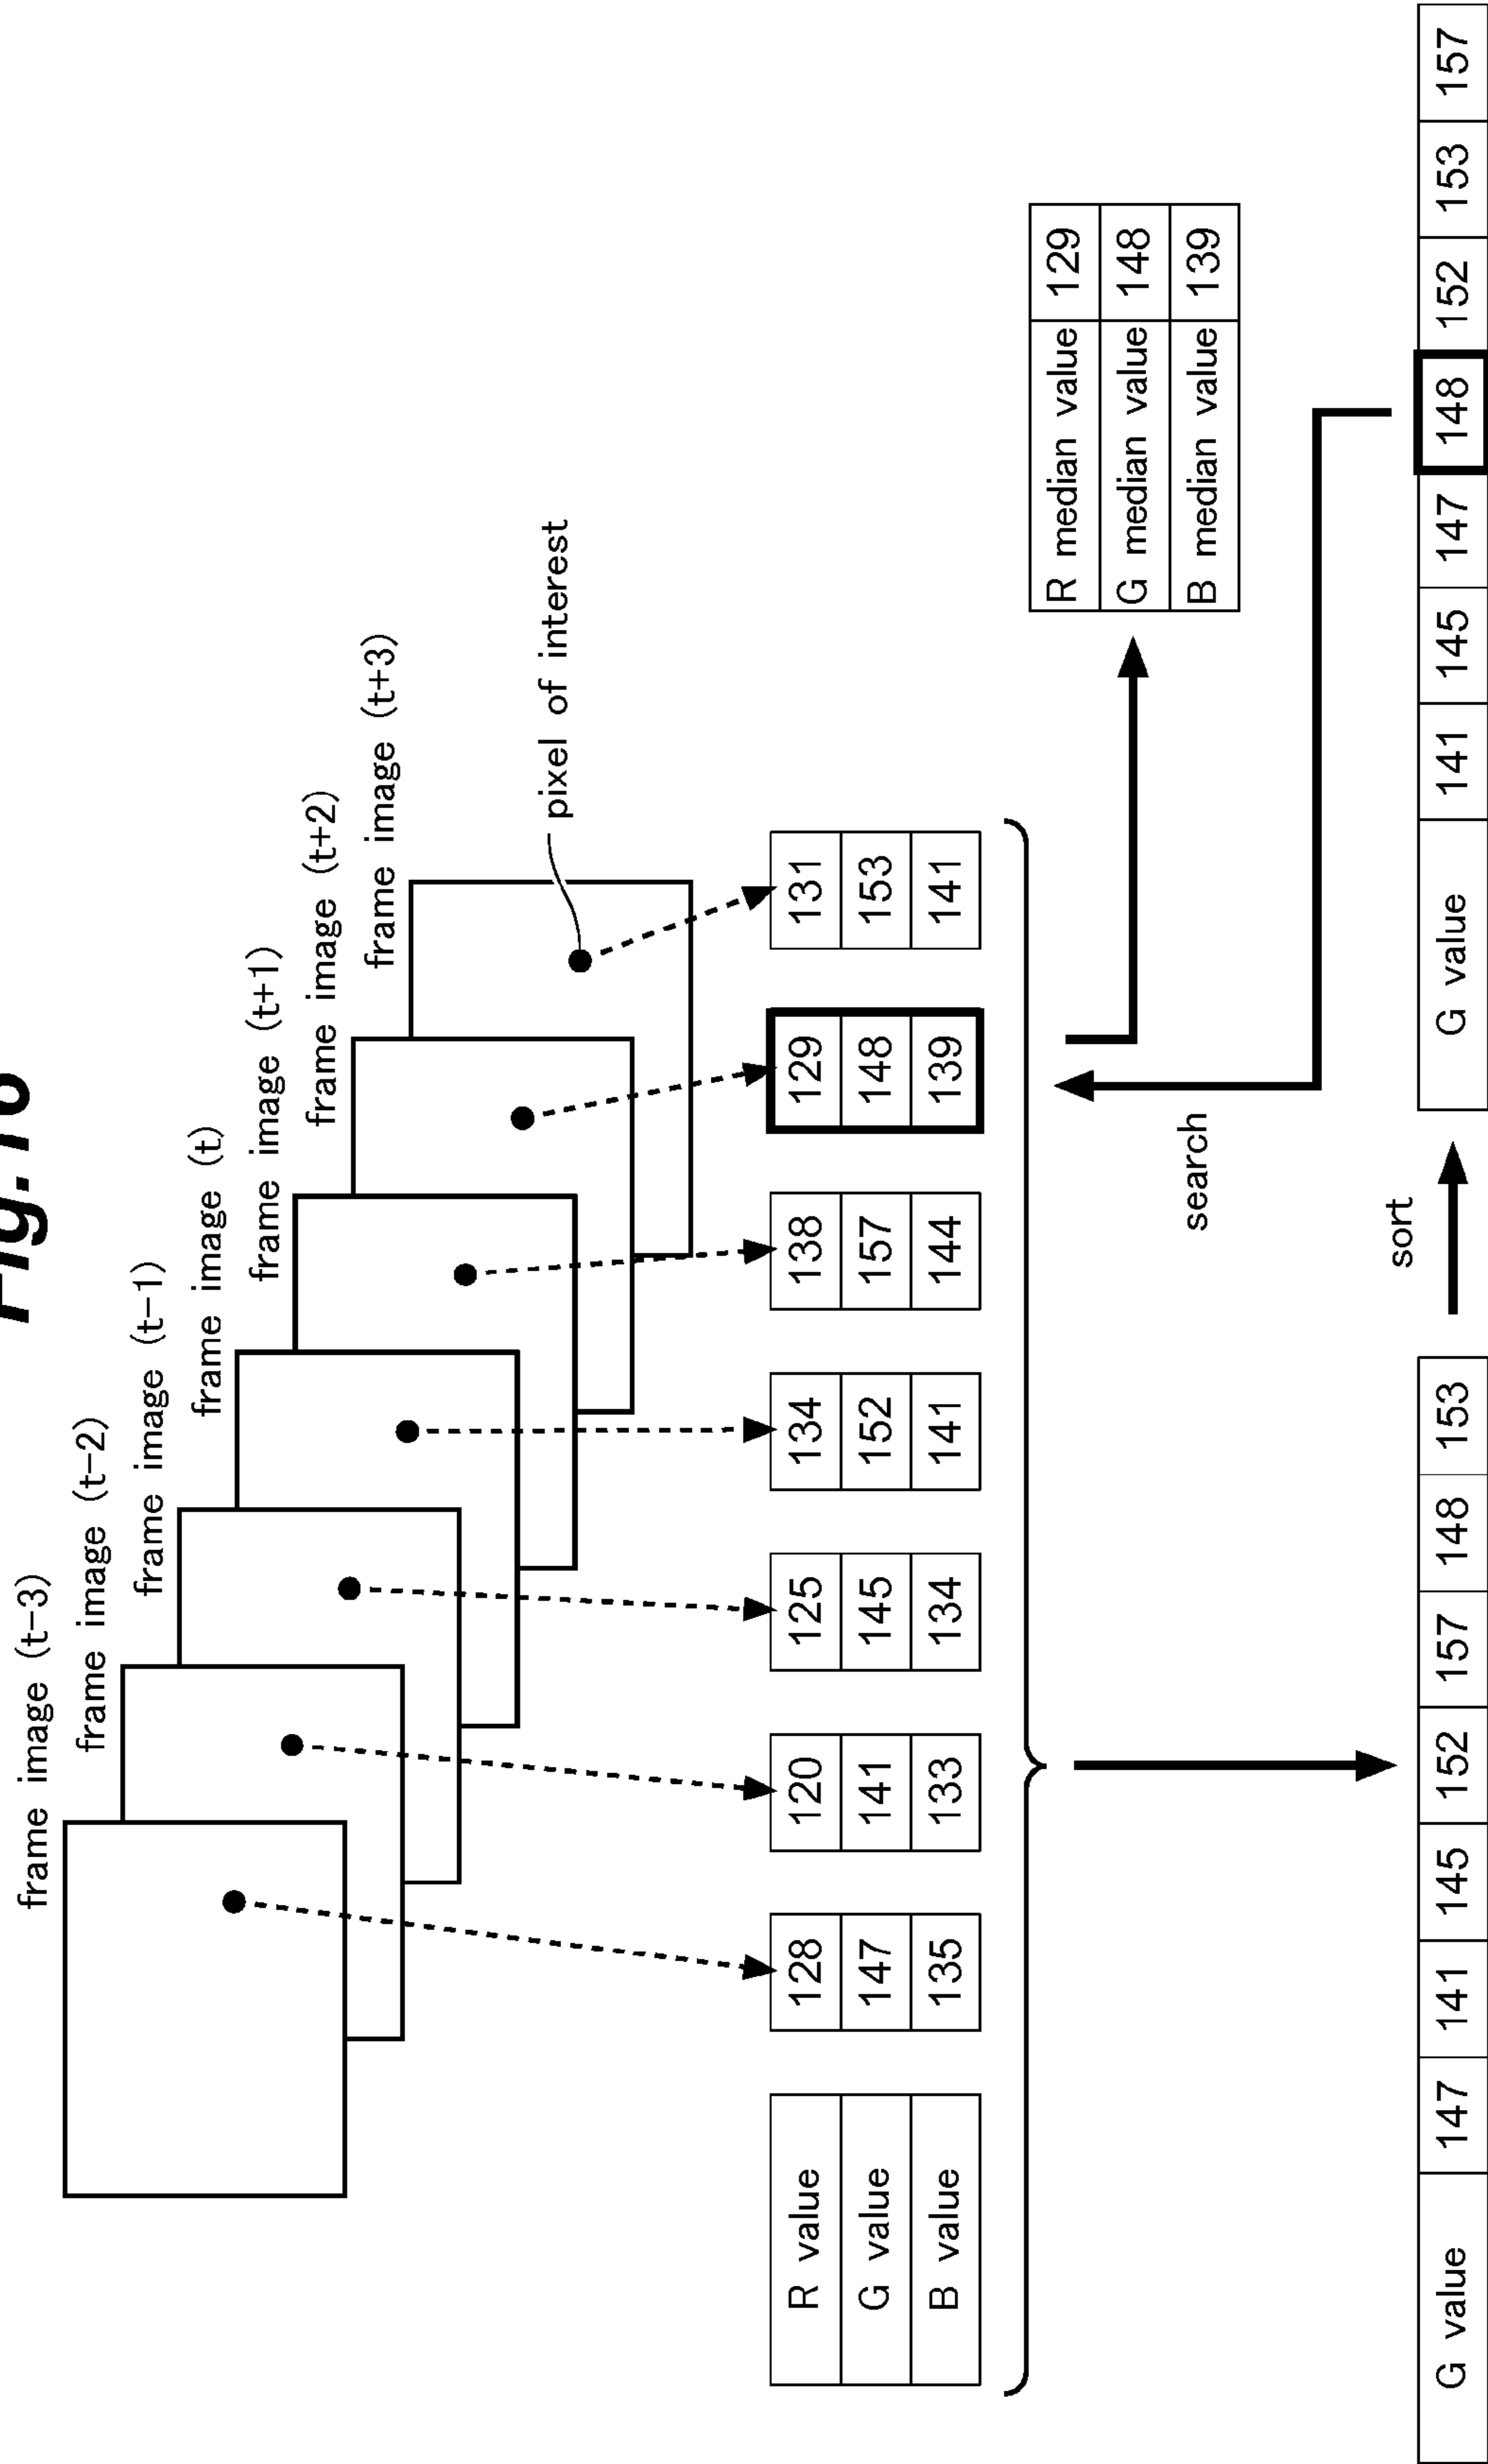 frame image (t−3)
frame image (t−2)
frame image (t−1)
frame image (t)
frame image (t+1)
frame image (t+2)
frame image (t+3)
pixel of interest
R value 128 120 125 134 138 129 131
G value 147 141 145 152 157 148 153
B value 135 133 134 141 144 139 141
R median value 129
G median value 148
B median value 139
search
sort
G value 147 141 145 152 157 148 153
G value 141 145 147 148 152 153 157